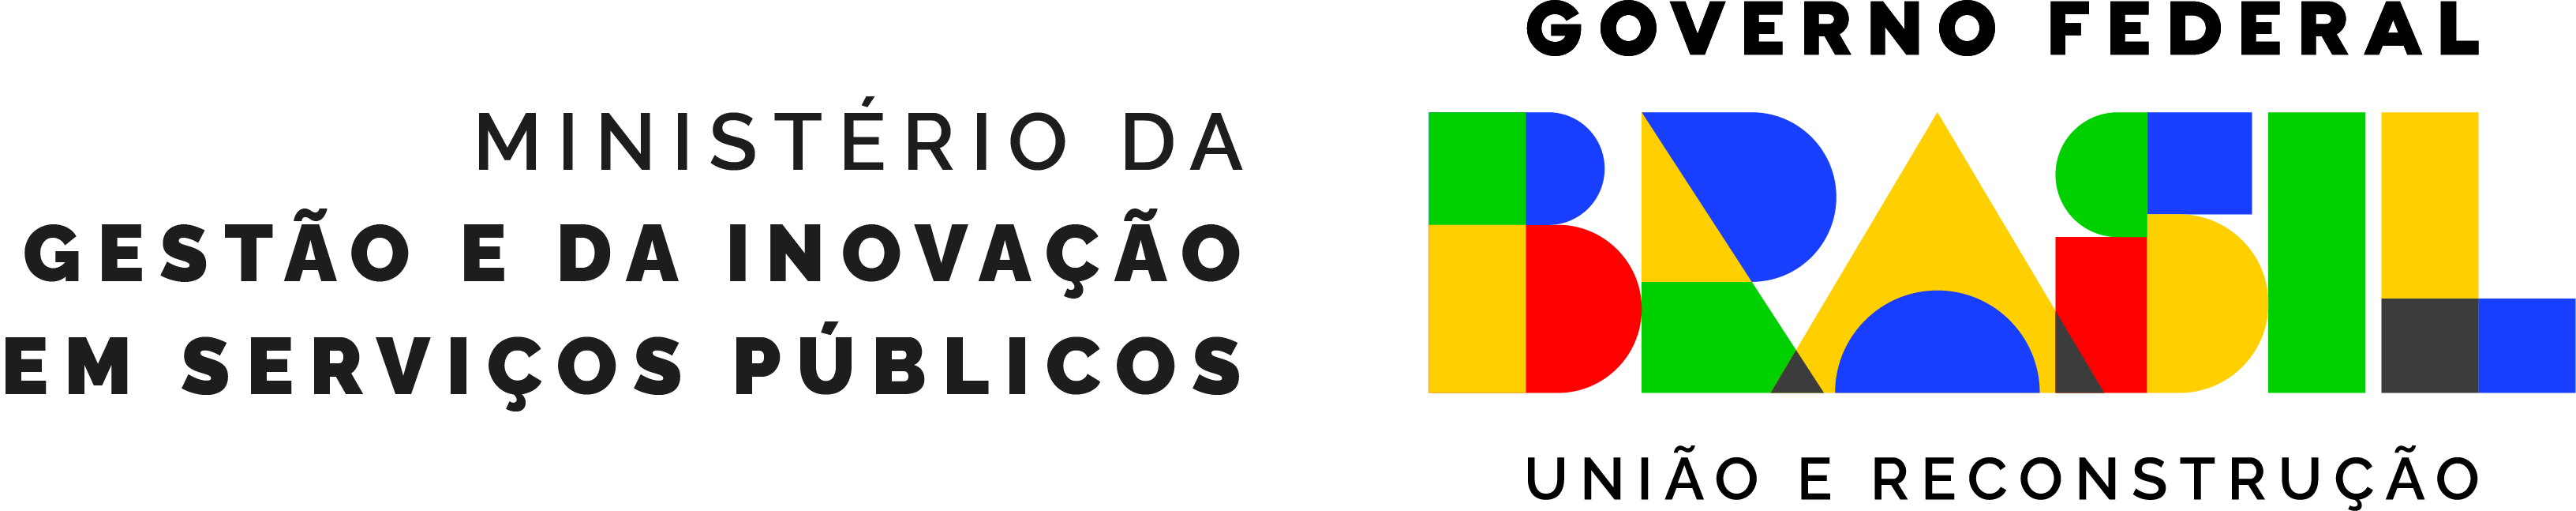 MINISTÉRIO DA
GESTÃO E DA INOVAÇÃO
EM SERVIÇOS PÚBLICOS
GOVERNO FEDERAL
BRASIL
UNIÃO E RECONSTRUÇÃO